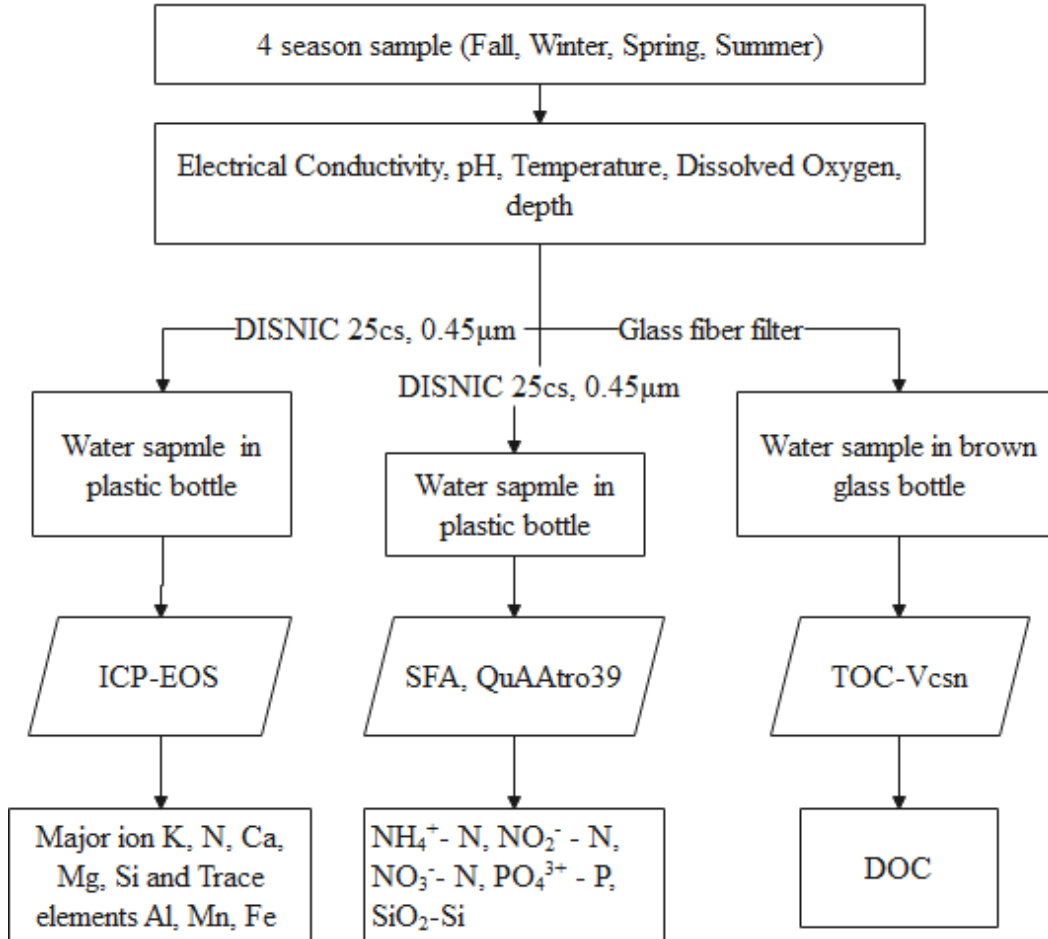 4 season sample (Fall, Winter, Spring, Summer)
Electrical Conductivity, pH, Temperature, Dissolved Oxygen,
depth
DISNIC 25cs, 0.45µm
Glass fiber filter
DISNIC 25cs, 0.45µm
Water sapmle in
plastic bottle
Water sapmle in
plastic bottle
Water sample in brown
glass bottle
ICP-EOS
SFA, QuAAtro39
TOC-Vcsn
Major ion K, N, Ca,
Mg, Si and Trace
elements Al, Mn, Fe
NH₄⁺- N, NO₂⁻ - N,
NO₃⁻- N, PO₄³⁺ - P,
SiO₂-Si
DOC